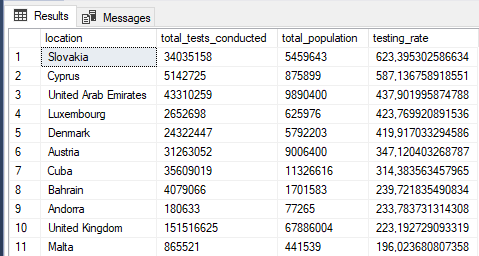 Results Messages
location total_tests_conducted total_population testing_rate
1 Slovakia 34035158 5459643 623,395302586634
2 Cyprus 5142725 875899 587,136758918551
3 United Arab Emirates 43310259 9890400 437,901995874788
4 Luxembourg 2652698 625976 423,769920891536
5 Denmark 24322447 5792203 419,917033294586
6 Austria 31263052 9006400 347,120403268787
7 Cuba 35609019 11326616 314,383563457965
8 Bahrain 4079066 1701583 239,721835490834
9 Andorra 180633 77265 233,783731314308
10 United Kingdom 151516625 67886004 223,192729093319
11 Malta 865521 441539 196,023680807358